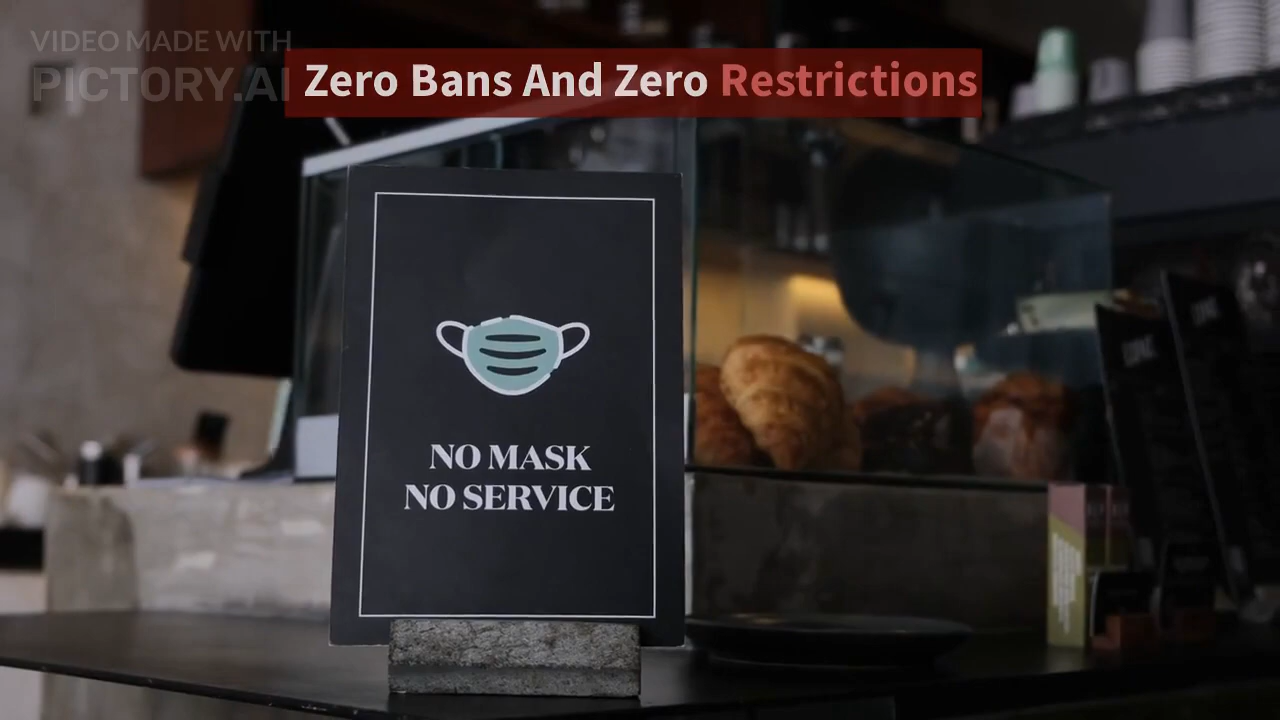 VIDEO MADE WITH
PICTORY.AI
Zero Bans And Zero Restrictions
NO MASK
NO SERVICE